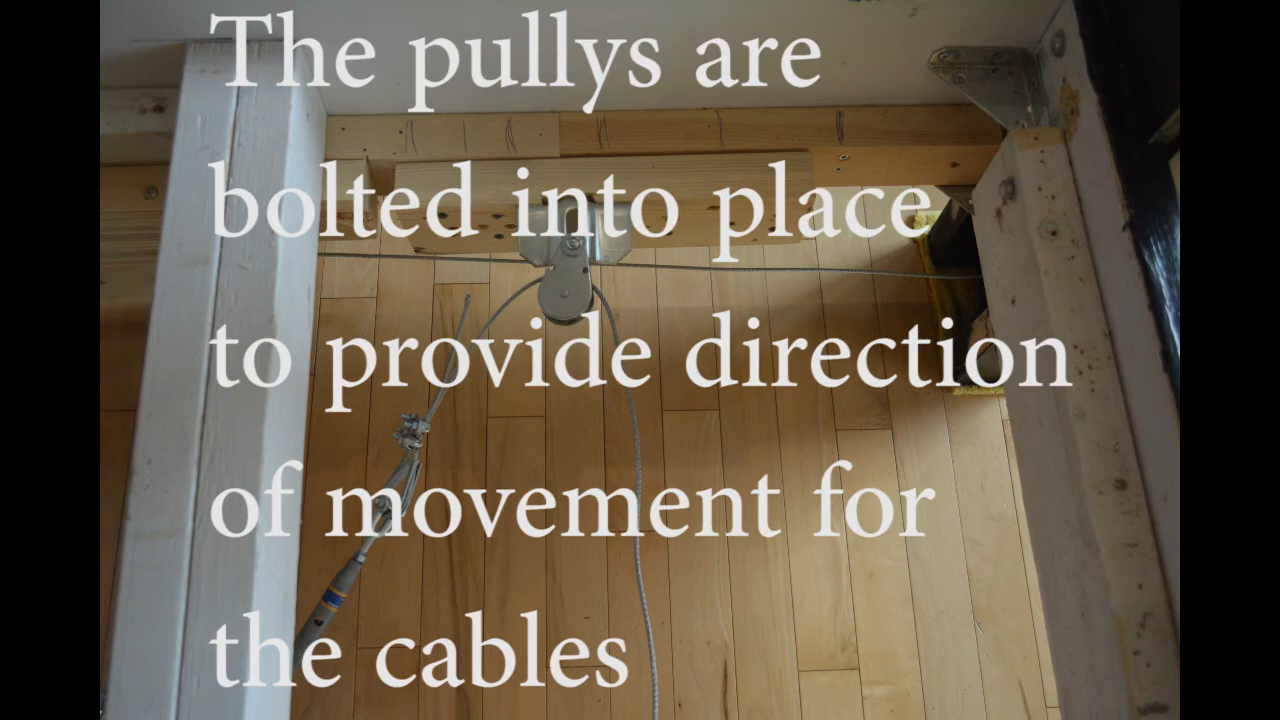 The pullys are
bolted into place
to provide direction
of movement for
the cables